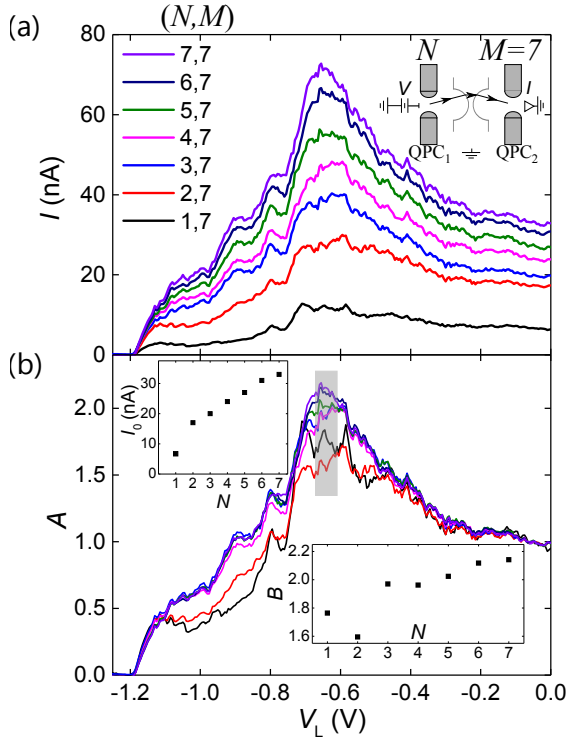 (a)
(N,M)
7,7
6,7
5,7
4,7
3,7
2,7
1,7
N M=7
V I
QPC₁ QPC₂
I (nA)
80
60
40
20
0
(b)
I₀ (nA)
30
20
10
0
1 2 3 4 5 6 7
N
A
2.0
1.5
1.0
0.5
0.0
B
2.2
2.0
1.8
1.6
N
1 2 3 4 5 6 7
-1.2 -1.0 -0.8 -0.6 -0.4 -0.2 0.0
V_L (V)